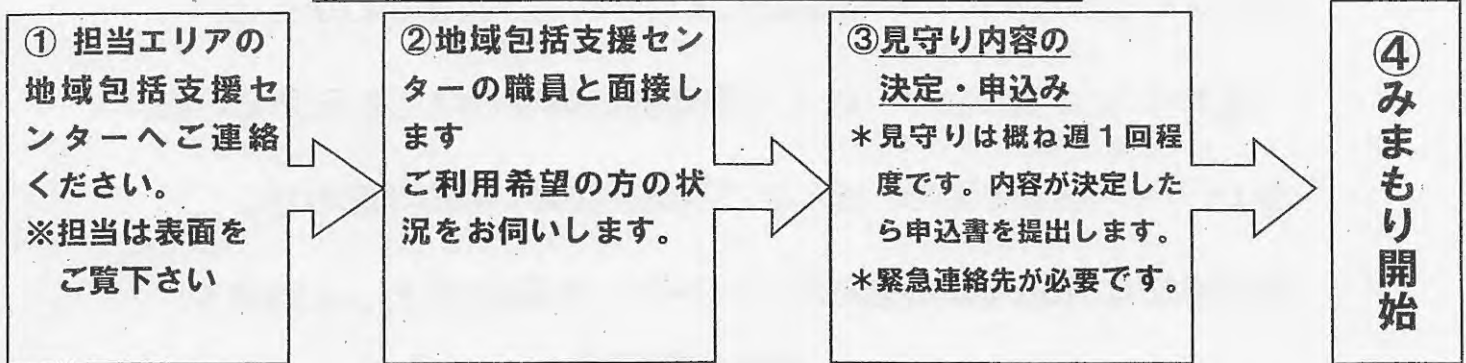 ① 担当エリアの
地域包括支援セ
ンターへご連絡
ください。
※担当は表面を
ご覧下さい
②地域包括支援セン
ターの職員と面接し
ます
ご利用希望の方の状
況をお伺いします。
③見守り内容の
決定・申込み
＊見守りは概ね週１回程
度です。内容が決定した
ら申込書を提出します。
＊緊急連絡先が必要です。
④みまもり開始